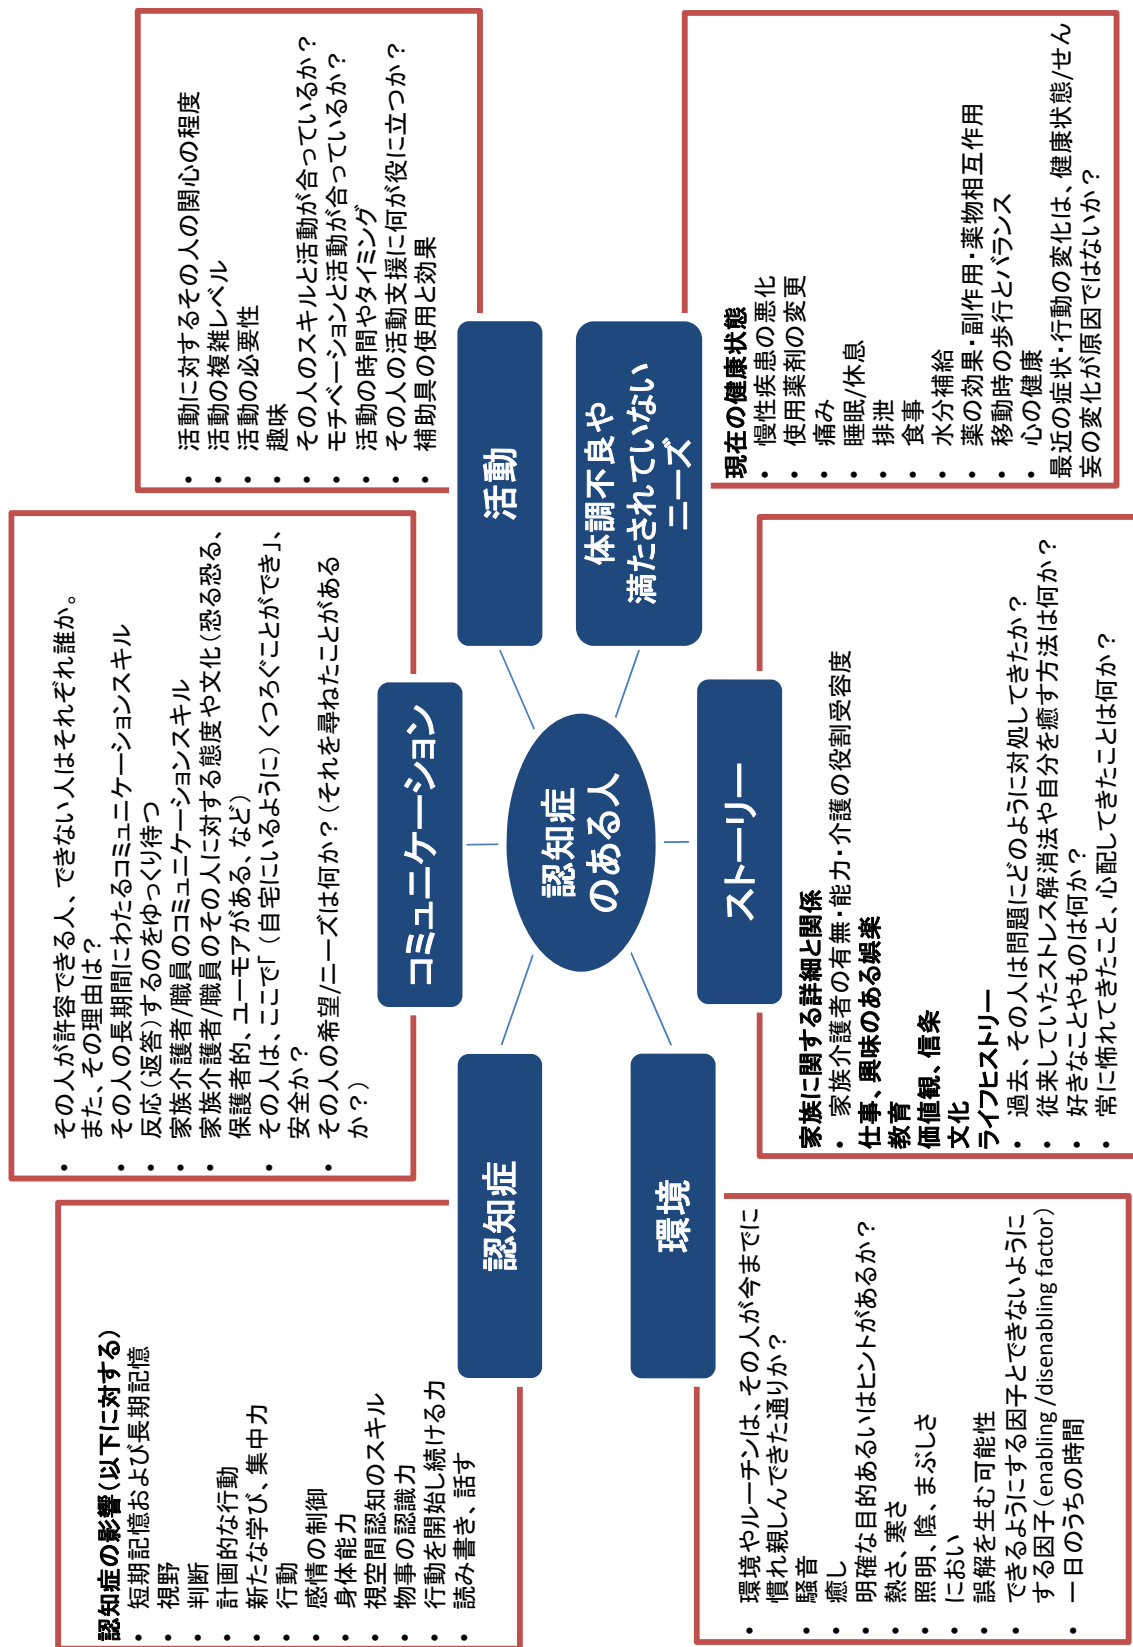 認知症の影響（以下に対する）
• 短期記憶および長期記憶
• 視野
• 判断
• 計画的な行動
• 新たな学び、集中力
• 行動
• 感情の制御
• 身体能力
• 視空間認知のスキル
• 物事の認識力
• 行動を開始し続ける力
• 読み書き、話す
認知症
• その人が許容できる人、できない人はそれぞれ誰か。
また、その理由は？
• その人の長期間にわたるコミュニケーションスキル
• 反応（返答）するのをゆっくり待つ
• 家族介護者/職員のコミュニケーションスキル
• 家族介護者/職員のその人に対する態度や文化（恐る恐る、
保護者的、ユーモアがある、など）
• その人は、ここで「（自宅にいるように）くつろぐことができ」、
安全か？
• その人の希望/ニーズは何か？（それを尋ねたことがある
か？）
コミュニケーション
• 活動に対するその人の関心の程度
• 活動の複雑レベル
• 活動の必要性
• 趣味
• その人のスキルと活動が合っているか？
• モチベーションと活動が合っているか？
• 活動の時間やタイミング
• その人の活動支援に何が役に立つか？
• 補助具の使用と効果
活動
認知症
のある人
環境
• 環境やルーチンは、その人が今までに
慣れ親しんできた通りか？
• 騒音
• 癒し
• 明確な目的あるいはヒントがあるか？
• 熱さ、寒さ
• 照明、陰、まぶしさ
• におい
• 誤解を生む可能性
• できるようにする因子とできないように
する因子（enabling /disenabling factor）
• 一日のうちの時間
ストーリー
家族に関する詳細と関係
• 家族介護者の有無・能力・介護の役割受容度
仕事、興味のある娯楽
教育
価値観、信条
文化
ライフヒストリー
• 過去、その人は問題にどのように対処してきたか？
• 従来していたストレス解消法や自分を癒す方法は何か？
• 好きなことやものは何か？
• 常に怖れてきたこと、心配してきたことは何か？
体調不良や
満たされていない
ニーズ
現在の健康状態
• 慢性疾患の悪化
• 使用薬剤の変更
• 痛み
• 睡眠/休息
• 排泄
• 食事
• 水分補給
• 薬の効果・副作用・薬物相互作用
• 移動時の歩行とバランス
• 心の健康
最近の症状・行動の変化は、健康状態/せん
妄の変化が原因ではないか？